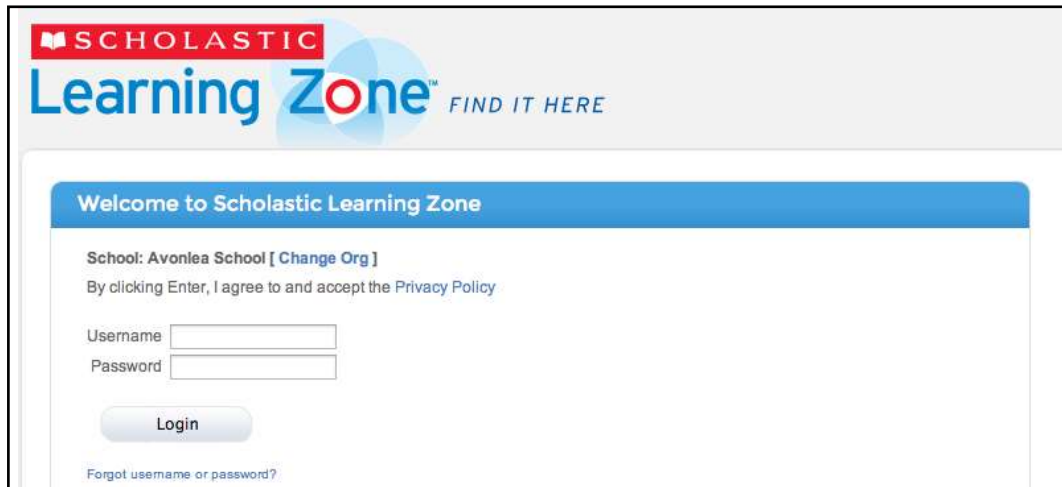 SCHOLASTIC
Learning Zone™ FIND IT HERE
Welcome to Scholastic Learning Zone
School: Avonlea School [ Change Org ]
By clicking Enter, I agree to and accept the Privacy Policy
Username
Password
Login
Forgot username or password?